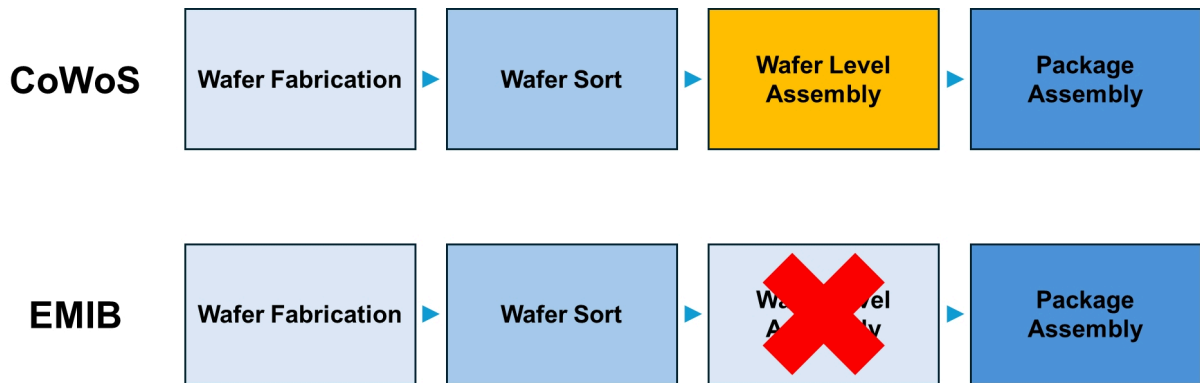 CoWoS
Wafer Fabrication
Wafer Sort
Wafer Level
Assembly
Package
Assembly
EMIB
Wafer Fabrication
Wafer Sort
Package
Assembly